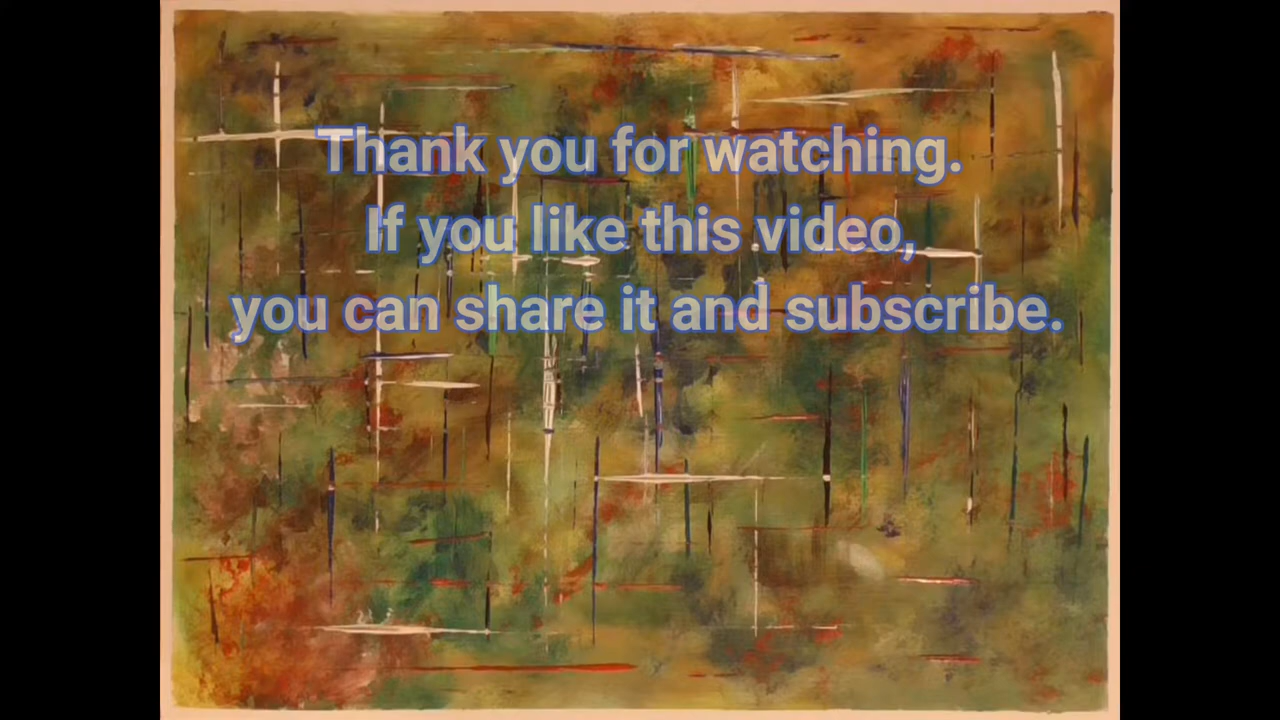 Thank you for watching.
If you like this video,
you can share it and subscribe.